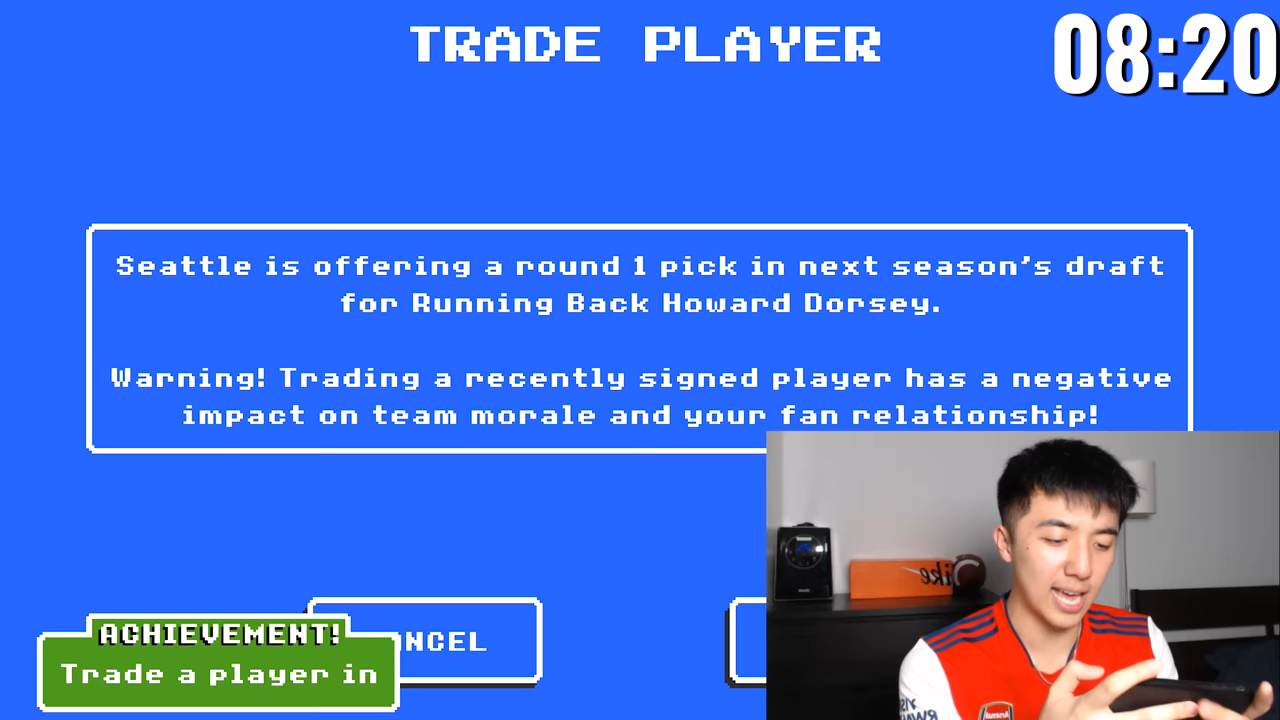 TRADE PLAYER
08:20
Seattle is offering a round 1 pick in next season's draft
for Running Back Howard Dorsey.
Warning! Trading a recently signed player has a negative
impact on team morale and your fan relationship!
ACHIEVEMENT!
Trade a player in
NCEL
Nike
Arsenal